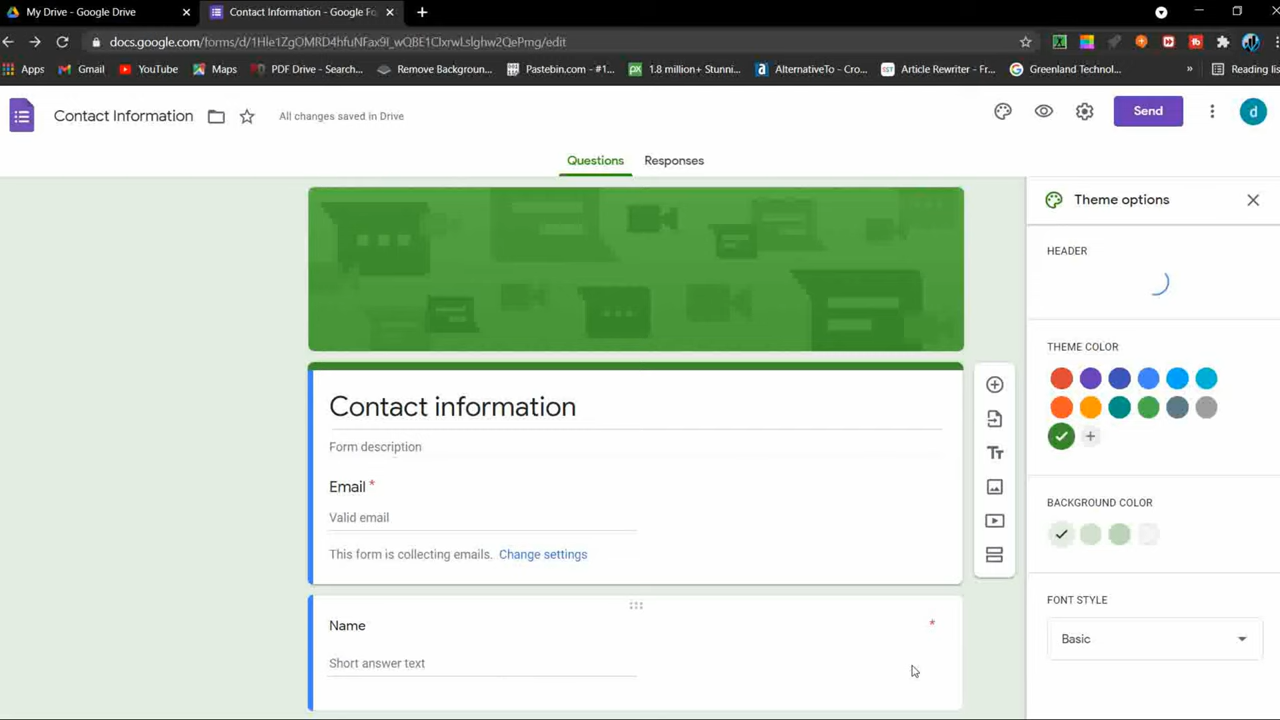 My Drive - Google Drive
Contact Information - Google Fo
docs.google.com/forms/d/1Hle1ZgOMRD4hfuNFax9I_wQBE1ClxrwLslghw2QePmg/edit
Apps
Gmail
YouTube
Maps
PDF Drive - Search...
Remove Backgroun...
Pastebin.com - #1...
1.8 million+ Stunni...
AlternativeTo - Cro...
Article Rewriter - Fr...
Greenland Technol...
»
Reading list
Contact Information
All changes saved in Drive
Send
d
Questions
Responses
Theme options
HEADER
THEME COLOR
BACKGROUND COLOR
FONT STYLE
Basic
Contact information
Form description
Email *
Valid email
This form is collecting emails. Change settings
Name *
Short answer text